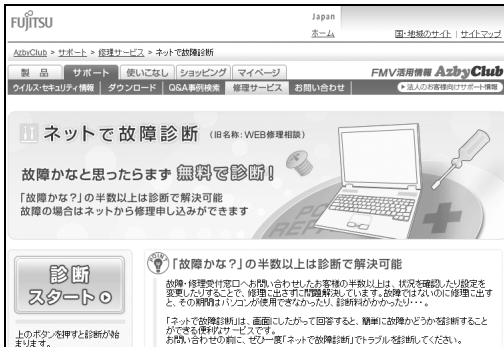 FUJITSU
Japan
ホーム
国・地域のサイト | サイトマップ
AzbyClub > サポート > 修理サービス > ネットで故障診断
製 品 サポート 使いこなし ショッピング マイページ
FMV活用情報 AzbyClub
ウイルス・セキュリティ情報 ダウンロード Q&A事例検索 修理サービス お問い合わせ
法人のお客様向けサポート情報
ネットで故障診断 (旧名称:WEB修理相談)
故障かなと思ったらまず 無料で診断!
「故障かな?」の半数以上は診断で解決可能
故障の場合はネットから修理申し込みができます
診断
スタート
上のボタンを押すと診断が始
まります。
POINT
「故障かな?」の半数以上は診断で解決可能
故障・修理受付窓口へお問い合わせしたお客様の半数以上は、状況を確認したり設定を
変更したりすることで、修理に出さずに問題解決しています。故障ではないのに修理に出す
と、その期間はパソコンが使用できなかったり、診断料がかかったり・・・。
「ネットで故障診断」は、画面にしたがって回答すると、簡単に故障かどうかを診断すること
ができる便利なサービスです。
お問い合わせの前に、ぜひ一度「ネットで故障診断」でトラブルを診断してください。